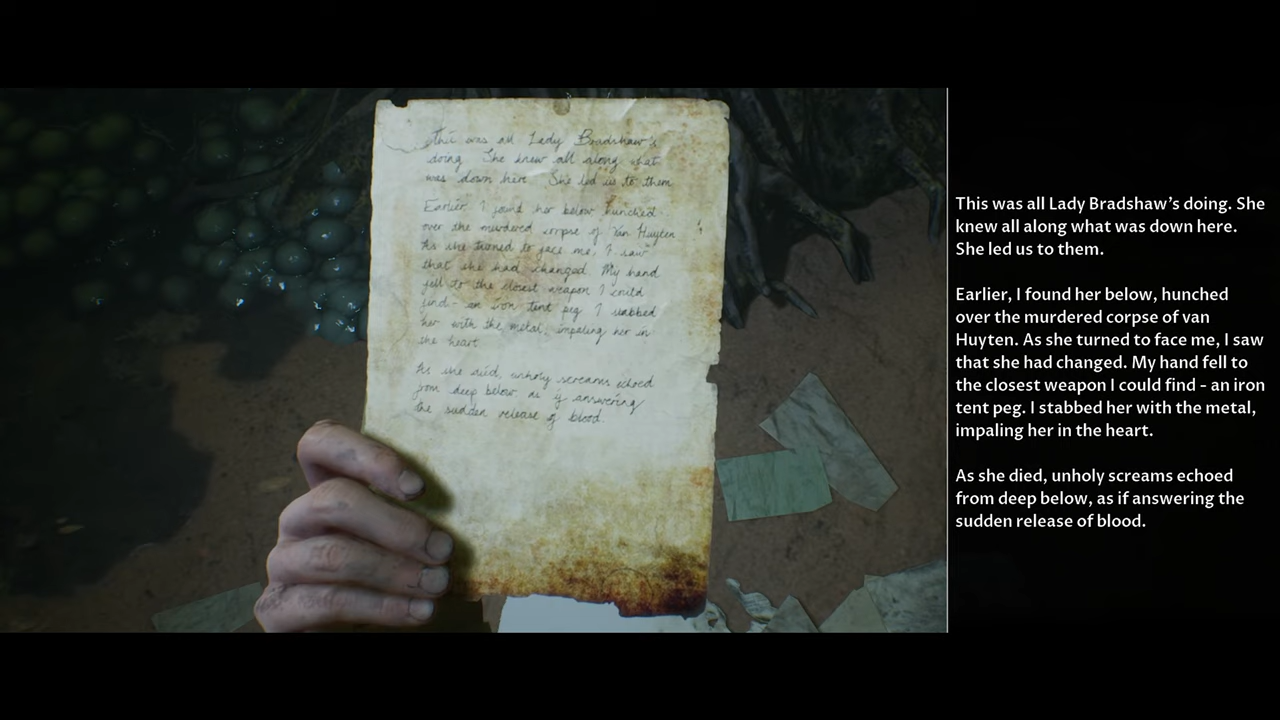 This was all Lady Bradshaw's
doing. She knew all along what
was down here. She led us to them
Earlier, I found her below hunched
over the murdered corpse of Van Huyten
As she turned to face me, I saw
that she had changed. My hand
fell to the closest weapon I could
find - an iron tent peg. I stabbed
her with the metal, impaling her in
the heart
As she died, unholy screams echoed
from deep below, as if answering
the sudden release of blood.
This was all Lady Bradshaw's doing. She
knew all along what was down here.
She led us to them.
Earlier, I found her below, hunched
over the murdered corpse of van
Huyten. As she turned to face me, I saw
that she had changed. My hand fell to
the closest weapon I could find - an iron
tent peg. I stabbed her with the metal,
impaling her in the heart.
As she died, unholy screams echoed
from deep below, as if answering the
sudden release of blood.